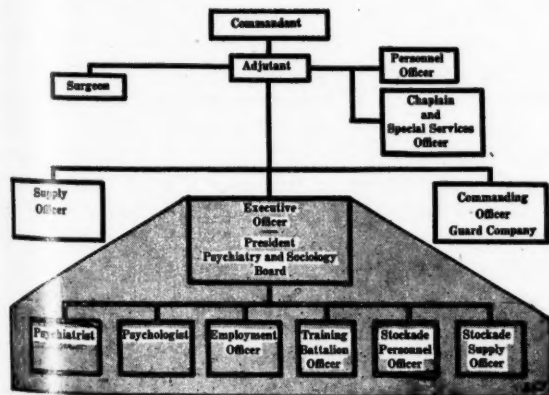 Commandant
Adjutant
Personnel
Officer
Surgeon
Chaplain
and
Special Services
Officer
Supply
Officer
Executive
Officer
President
Psychiatry and Sociology
Board
Commanding
Officer
Guard Company
Psychiatrist
Psychologist
Employment
Officer
Training
Battalion
Officer
Stockade
Personnel
Officer
Stockade
Supply
Officer